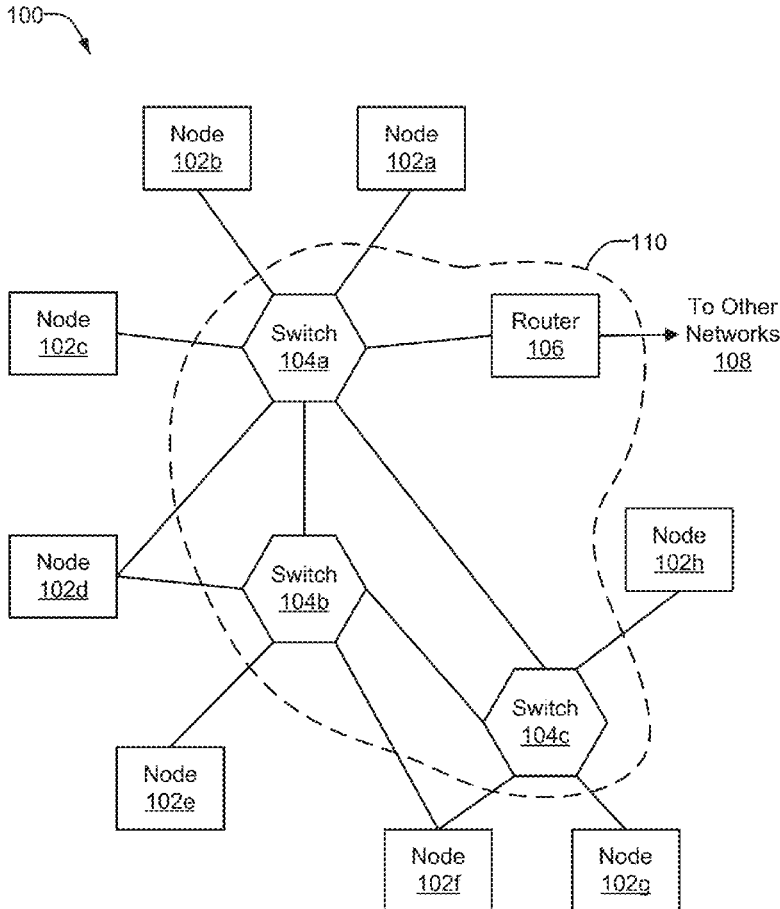 100
Node
102b
Node
102a
110
Node
102c
Switch
104a
Router
106
To Other
Networks
108
Node
102d
Switch
104b
Node
102h
Switch
104c
Node
102e
Node
102f
Node
102g